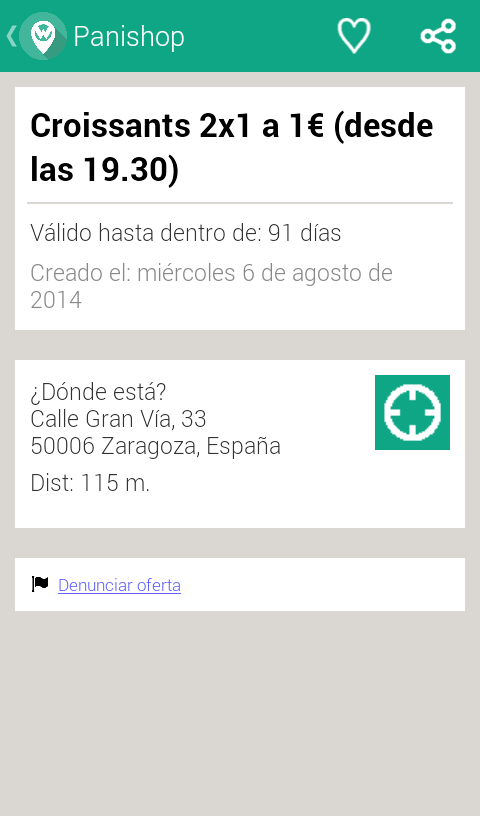 Panishop
Croissants 2x1 a 1€ (desde
las 19.30)
Válido hasta dentro de: 91 días
Creado el: miércoles 6 de agosto de
2014
¿Dónde está?
Calle Gran Vía, 33
50006 Zaragoza, España
Dist: 115 m.
Denunciar oferta